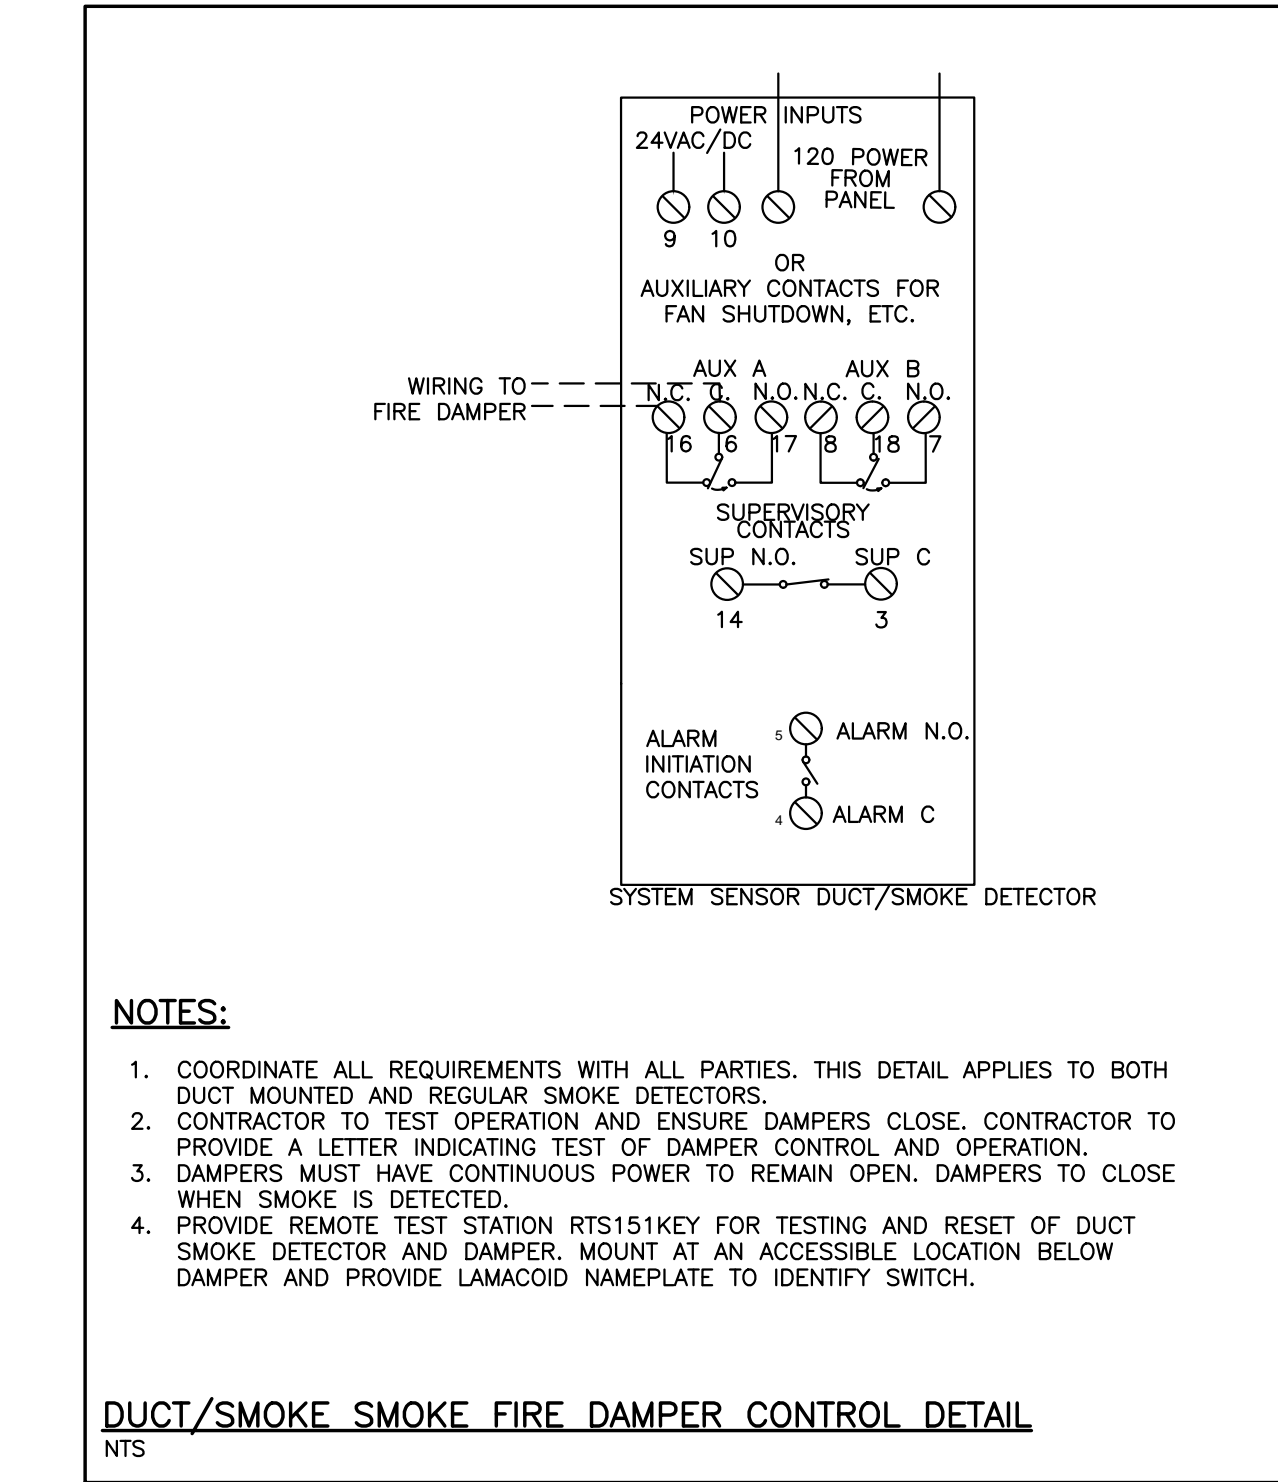 POWER INPUTS
24VAC/DC
120 POWER
FROM
PANEL
9 10
OR
AUXILIARY CONTACTS FOR
FAN SHUTDOWN, ETC.
AUX A AUX B
WIRING TO
FIRE DAMPER
N.C. C. N.O. N.C. C. N.O.
16 6 17 8 18 7
SUPERVISORY
CONTACTS
SUP N.O. SUP C
14 3
ALARM
INITIATION
CONTACTS
5 ALARM N.O.
4 ALARM C
SYSTEM SENSOR DUCT/SMOKE DETECTOR
NOTES:
1. COORDINATE ALL REQUIREMENTS WITH ALL PARTIES. THIS DETAIL APPLIES TO BOTH
DUCT MOUNTED AND REGULAR SMOKE DETECTORS.
2. CONTRACTOR TO TEST OPERATION AND ENSURE DAMPERS CLOSE. CONTRACTOR TO
PROVIDE A LETTER INDICATING TEST OF DAMPER CONTROL AND OPERATION.
3. DAMPERS MUST HAVE CONTINUOUS POWER TO REMAIN OPEN. DAMPERS TO CLOSE
WHEN SMOKE IS DETECTED.
4. PROVIDE REMOTE TEST STATION RTS151KEY FOR TESTING AND RESET OF DUCT
SMOKE DETECTOR AND DAMPER. MOUNT AT AN ACCESSIBLE LOCATION BELOW
DAMPER AND PROVIDE LAMACOID NAMEPLATE TO IDENTIFY SWITCH.
DUCT/SMOKE SMOKE FIRE DAMPER CONTROL DETAIL
NTS